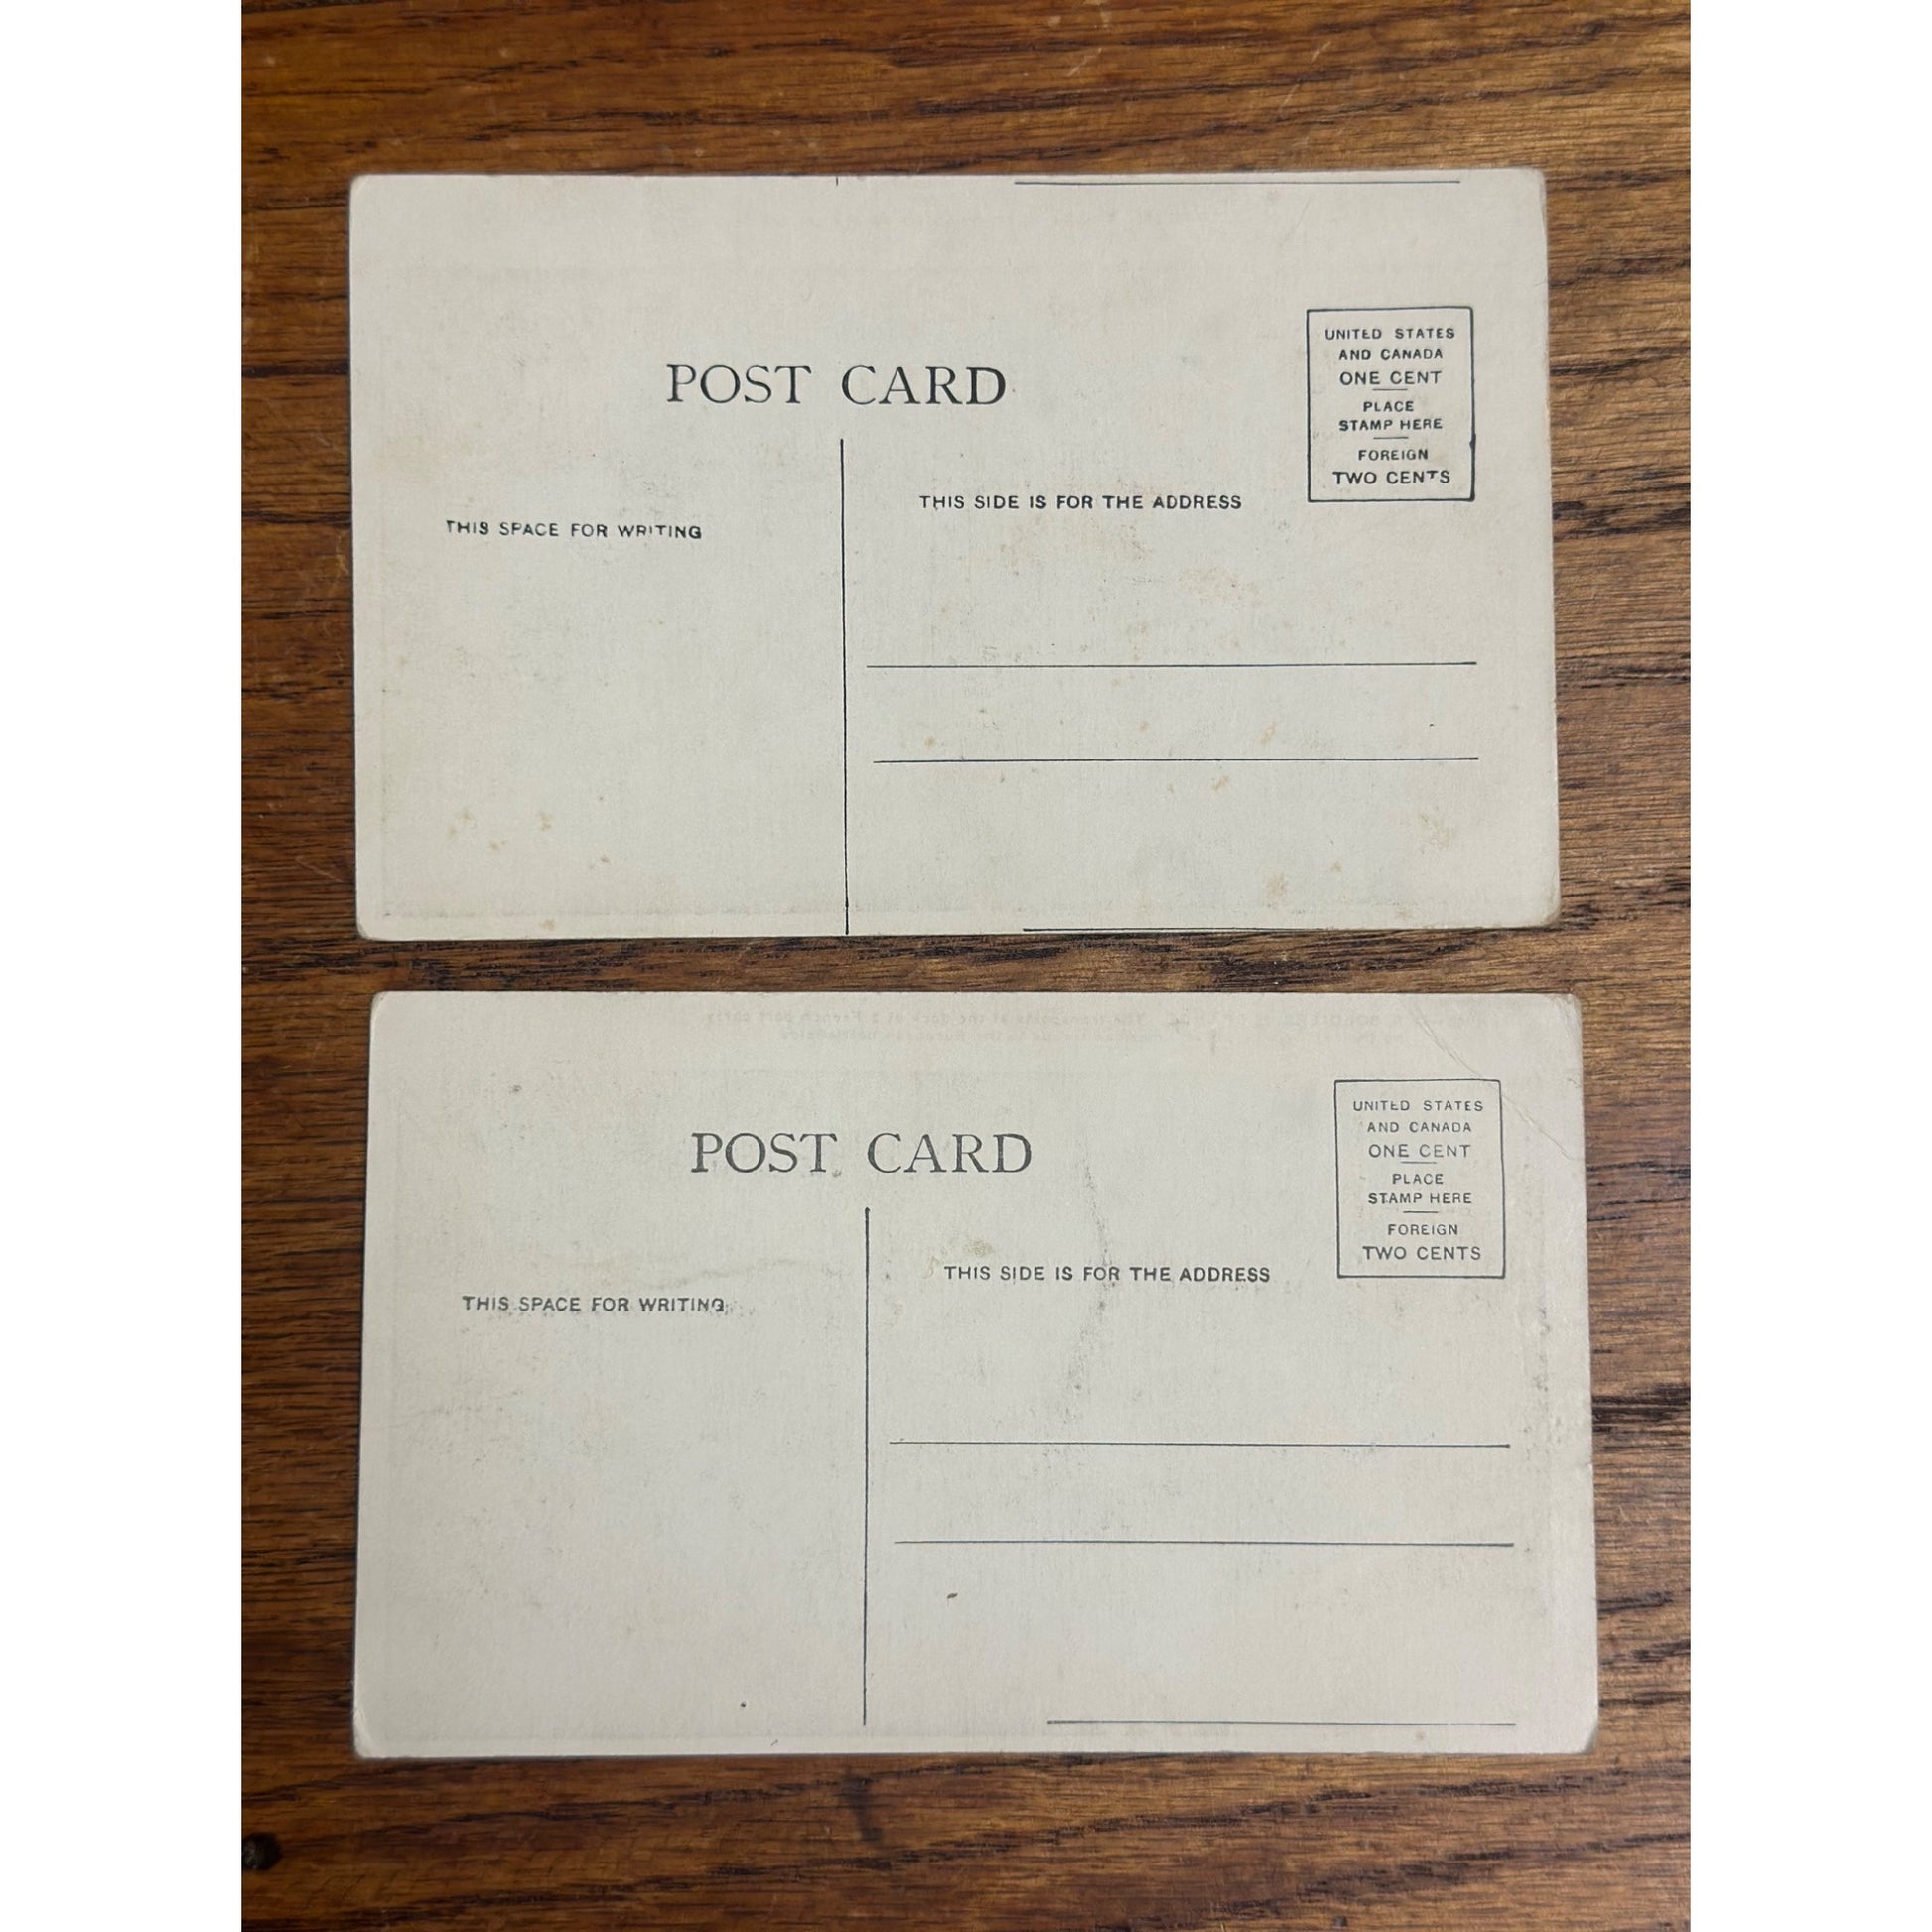 POST CARD
UNITED STATES
AND CANADA
ONE CENT
PLACE
STAMP HERE
FOREIGN
TWO CENTS
THIS SIDE IS FOR THE ADDRESS
THIS SPACE FOR WRITING
POST CARD
UNITED STATES
AND CANADA
ONE CENT
PLACE
STAMP HERE
FOREIGN
TWO CENTS
THIS SIDE IS FOR THE ADDRESS
THIS SPACE FOR WRITING